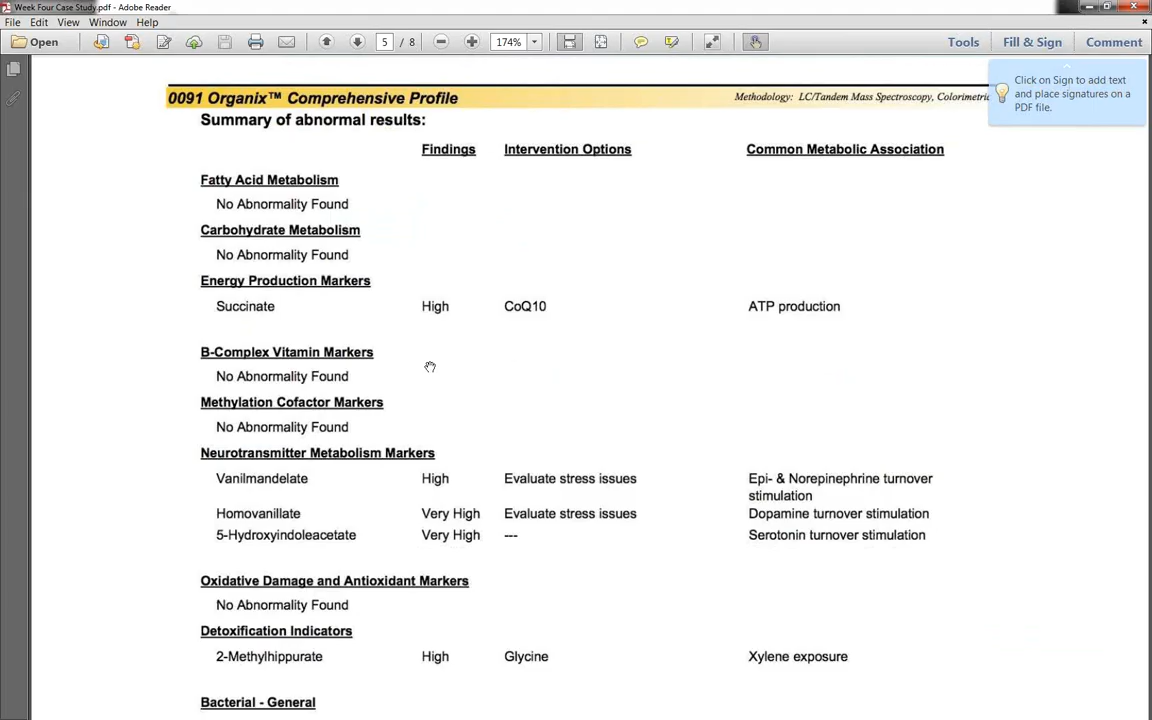 Week Four Case Study.pdf - Adobe Reader
File Edit View Window Help
Open 5 / 8 174% Tools Fill & Sign Comment
Click on Sign to add text
and place signatures on a
PDF file.
0091 Organix™ Comprehensive Profile Methodology: LC/Tandem Mass Spectroscopy, Colorimetri
Summary of abnormal results:
Findings Intervention Options Common Metabolic Association
Fatty Acid Metabolism
No Abnormality Found
Carbohydrate Metabolism
No Abnormality Found
Energy Production Markers
Succinate High CoQ10 ATP production
B-Complex Vitamin Markers
No Abnormality Found
Methylation Cofactor Markers
No Abnormality Found
Neurotransmitter Metabolism Markers
Vanilmandelate High Evaluate stress issues Epi- & Norepinephrine turnover
stimulation
Homovanillate Very High Evaluate stress issues Dopamine turnover stimulation
5-Hydroxyindoleacetate Very High --- Serotonin turnover stimulation
Oxidative Damage and Antioxidant Markers
No Abnormality Found
Detoxification Indicators
2-Methylhippurate High Glycine Xylene exposure
Bacterial - General